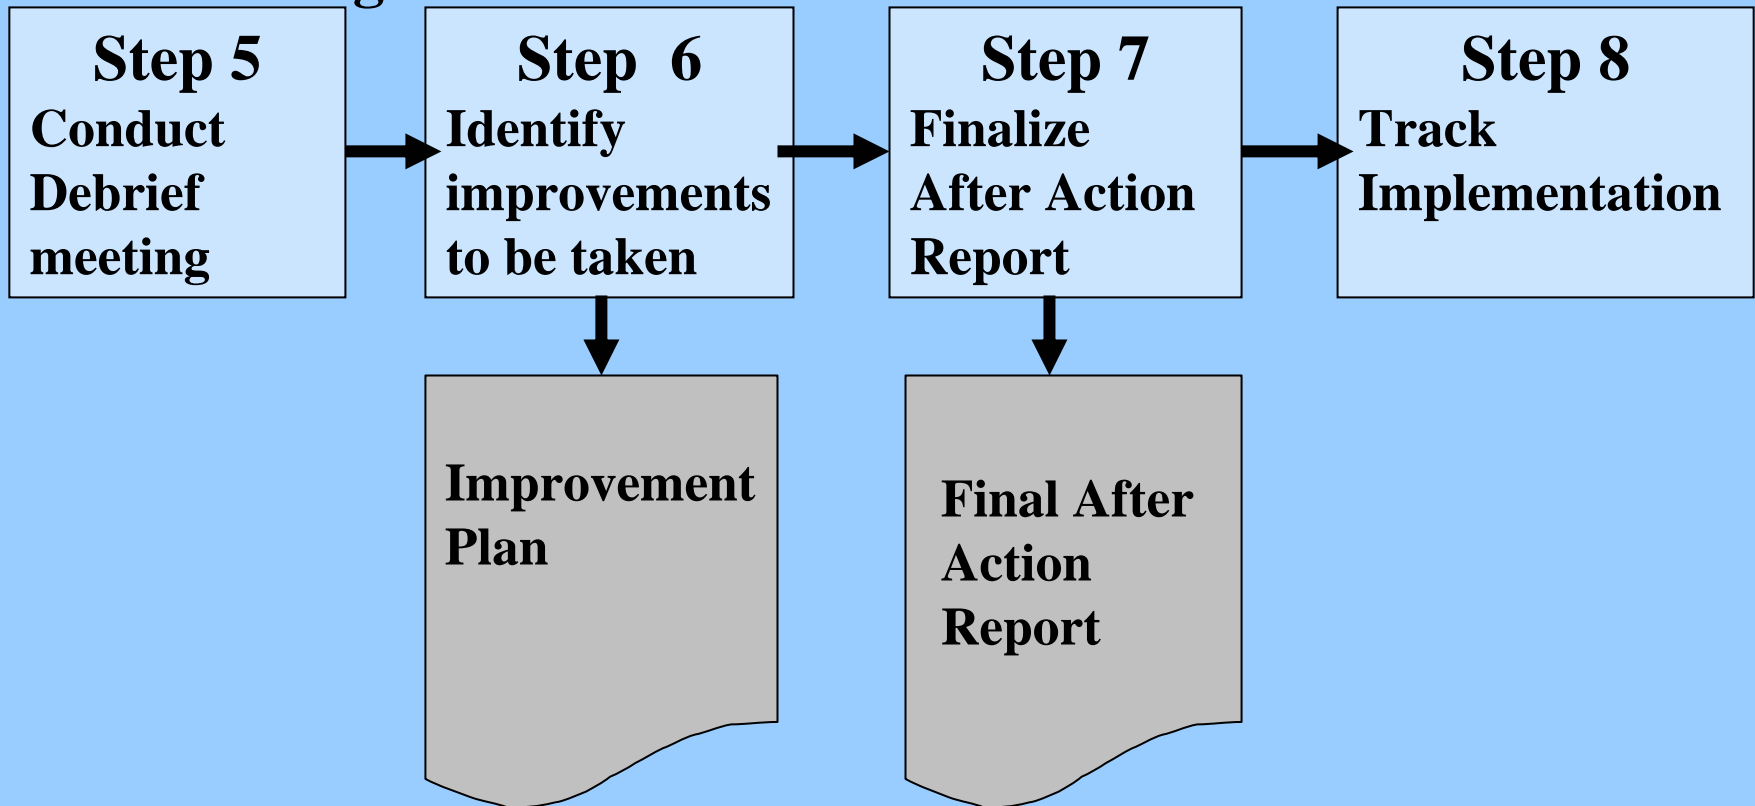 Step 5
Conduct
Debrief
meeting
Step 6
Identify
improvements
to be taken
Step 7
Finalize
After Action
Report
Step 8
Track
Implementation
Improvement
Plan
Final After
Action
Report